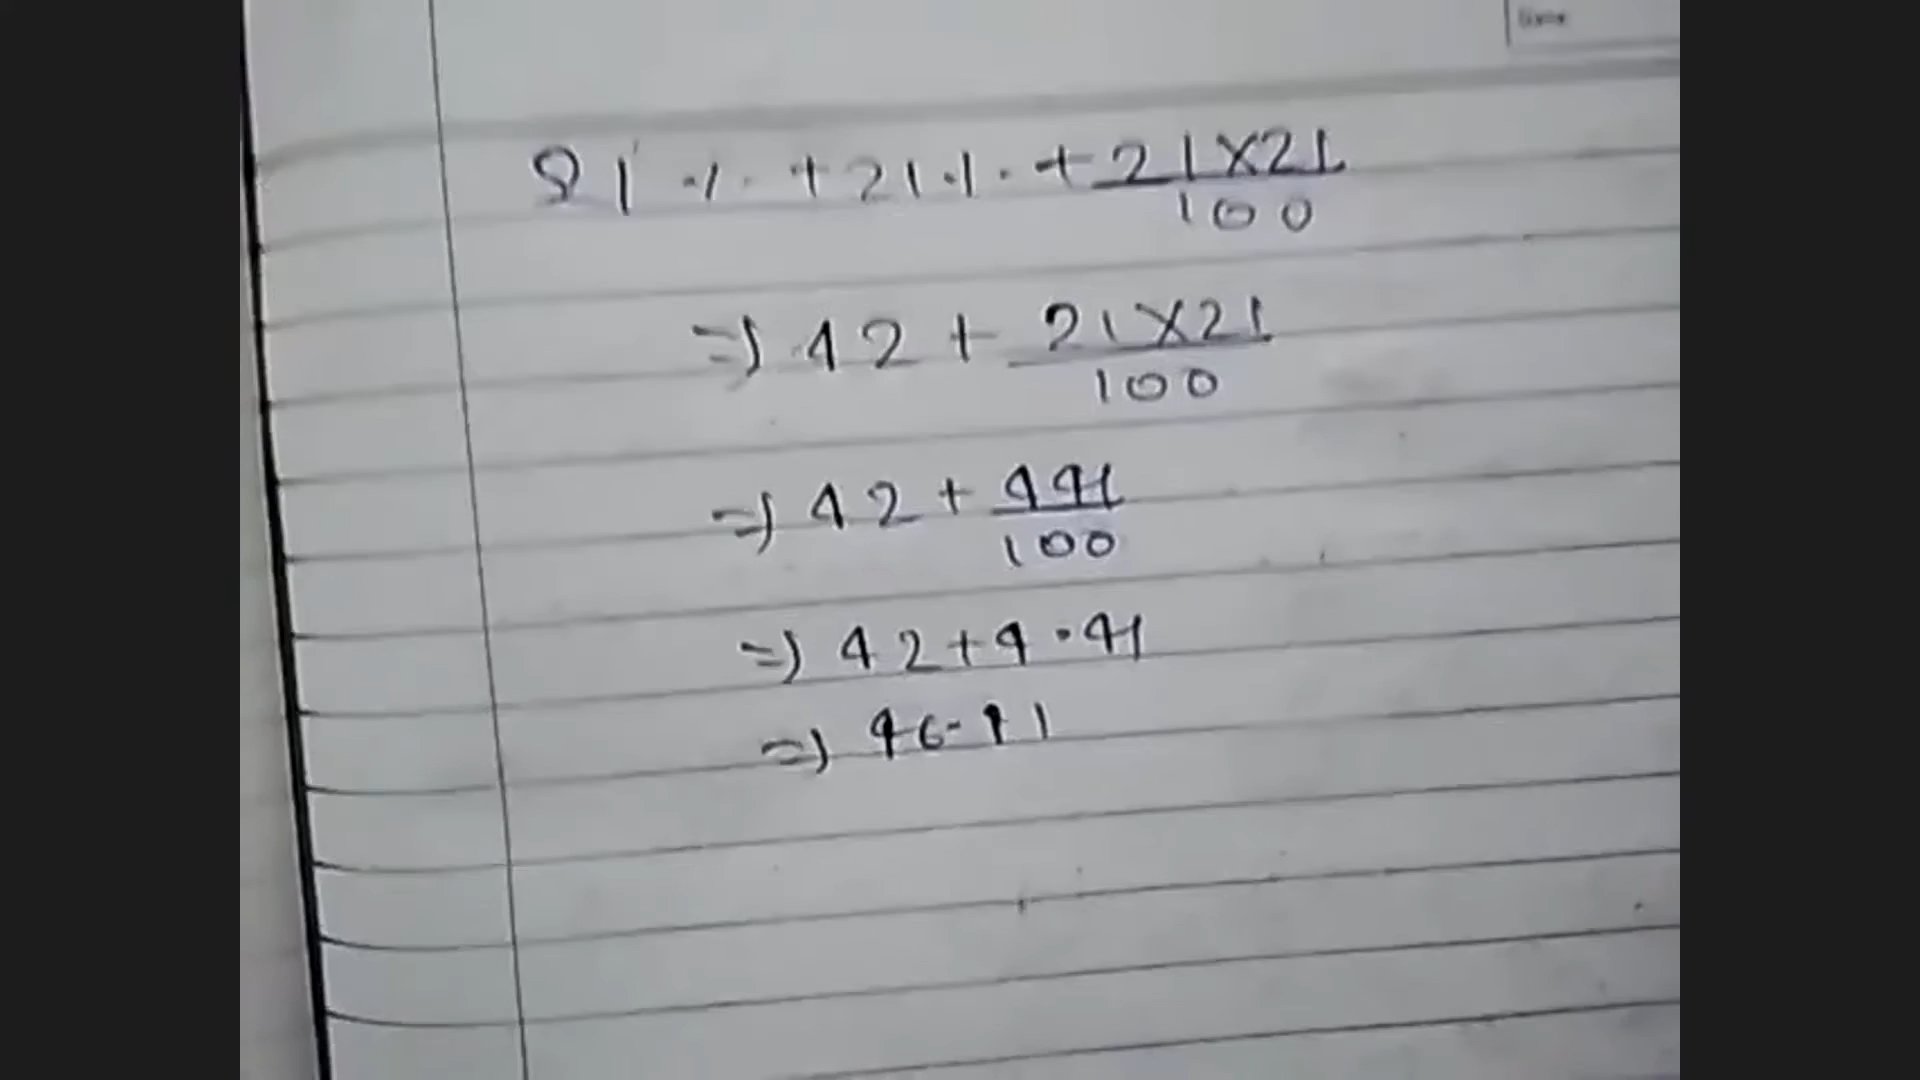 21% + 21% + 21×21/100
=> 42 + 21×21/100
=> 42 + 441/100
=> 42 + 4.41
=> 46.41